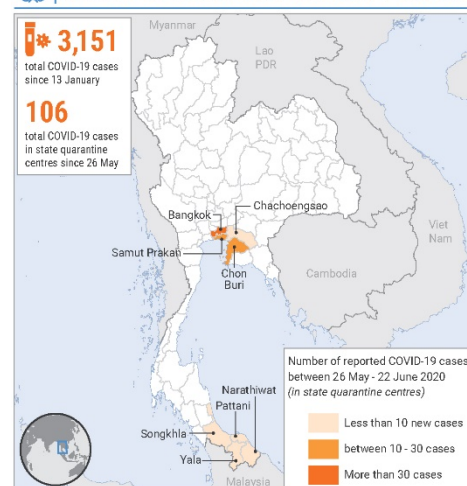 Myanmar
Lao
PDR
3,151
total COVID-19 cases
since 13 January
106
total COVID-19 cases
in state quarantine
centres since 26 May
Chachoengsao
Bangkok
Samut Prakan
Chon
Buri
Viet
Nam
Cambodia
Number of reported COVID-19 cases
between 26 May - 22 June 2020
(in state quarantine centres)
Less than 10 new cases
between 10 - 30 cases
More than 30 cases
Narathiwat
Pattani
Songkhla
Yala
Malaysia